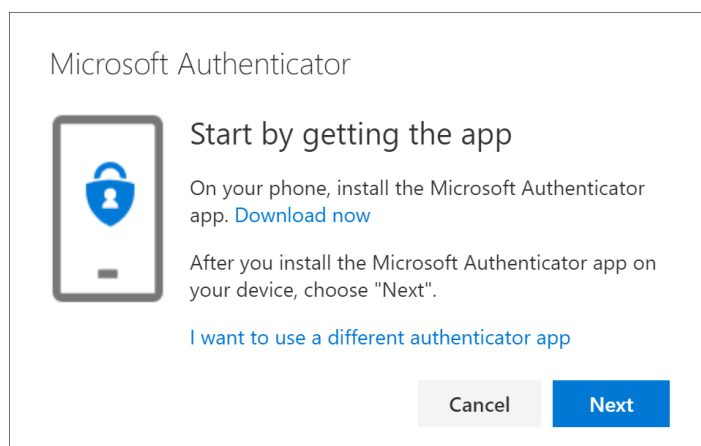 Microsoft Authenticator
Start by getting the app
On your phone, install the Microsoft Authenticator
app. Download now
After you install the Microsoft Authenticator app on
your device, choose "Next".
I want to use a different authenticator app
Cancel
Next